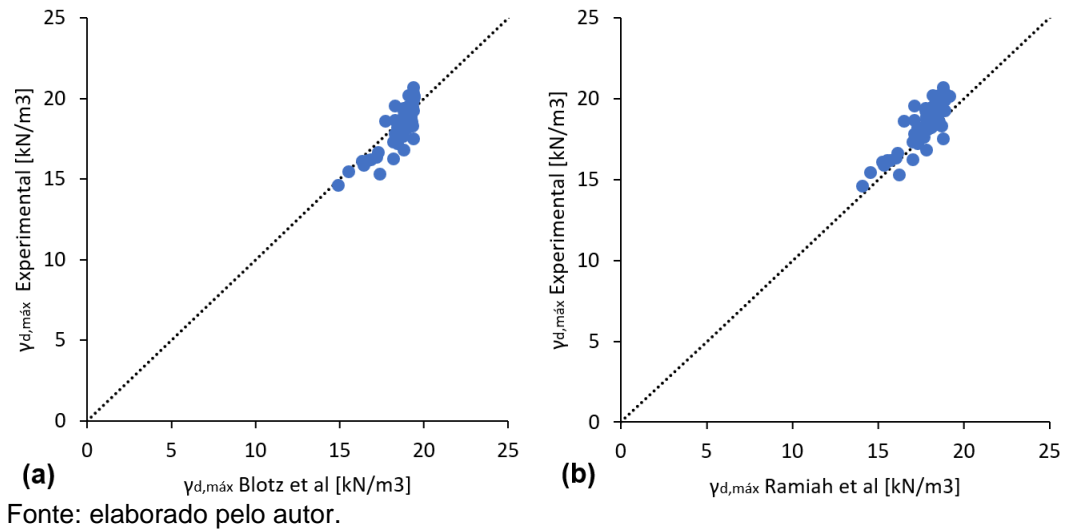 25
20
15
10
5
0
0 5 10 15 20 25
γd,máx Experimental [kN/m3]
γd,máx Blotz et al [kN/m3]
(a)
25
20
15
10
5
0
0 5 10 15 20 25
γd,máx Experimental [kN/m3]
γd,máx Ramiah et al [kN/m3]
(b)
Fonte: elaborado pelo autor.